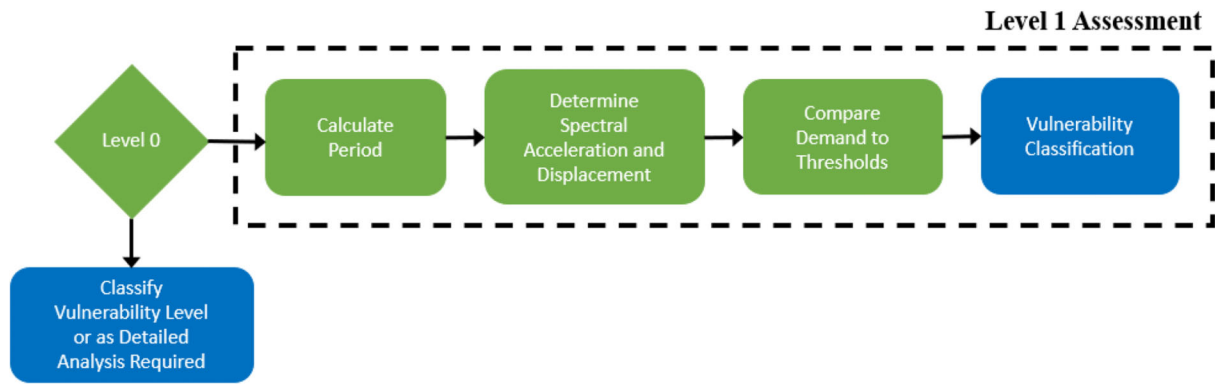 Level 1 Assessment
Level 0
Calculate
Period
Determine
Spectral
Acceleration and
Displacement
Compare
Demand to
Thresholds
Vulnerability
Classification
Classify
Vulnerability Level
or as Detailed
Analysis Required